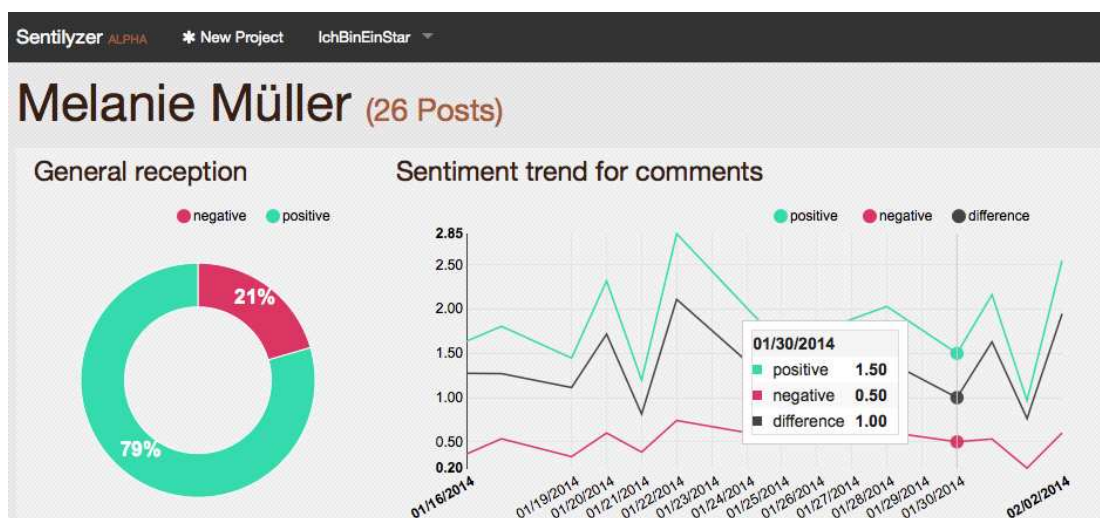 Sentilyzer ALPHA ✱ New Project IchBinEinStar
Melanie Müller (26 Posts)
General reception
negative positive
21%
79%
Sentiment trend for comments
positive negative difference
2.85
2.50
2.00
1.50
1.00
0.50
0.20
01/30/2014
positive 1.50
negative 0.50
difference 1.00
01/16/2014 01/19/2014 01/20/2014 01/21/2014 01/22/2014 01/23/2014 01/24/2014 01/25/2014 01/26/2014 01/27/2014 01/28/2014 01/29/2014 01/30/2014 02/02/2014